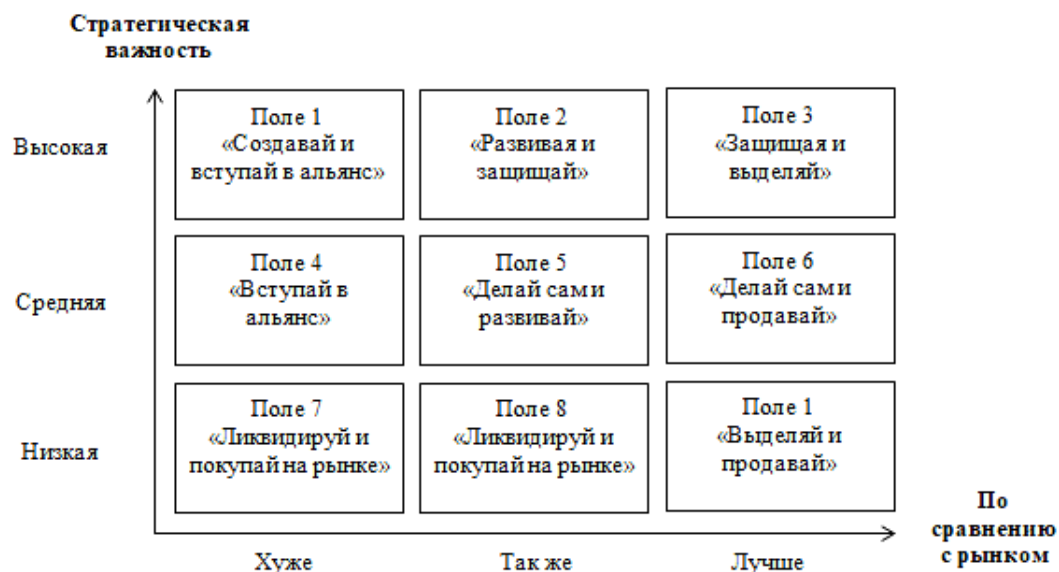 Стратегическая
важность
Высокая
Поле 1
«Создавай и
вступай в альянс»
Поле 2
«Развивая и
защищай»
Поле 3
«Защищая и
выделяй»
Средняя
Поле 4
«Вступай в
альянс»
Поле 5
«Делай сам и
развивай»
Поле 6
«Делай сам и
продавай»
Низкая
Поле 7
«Ликвидируй и
покупай на рынке»
Поле 8
«Ликвидируй и
покупай на рынке»
Поле 1
«Выделяй и
продавай»
По
сравнению
с рынком
Хуже
Так же
Лучше